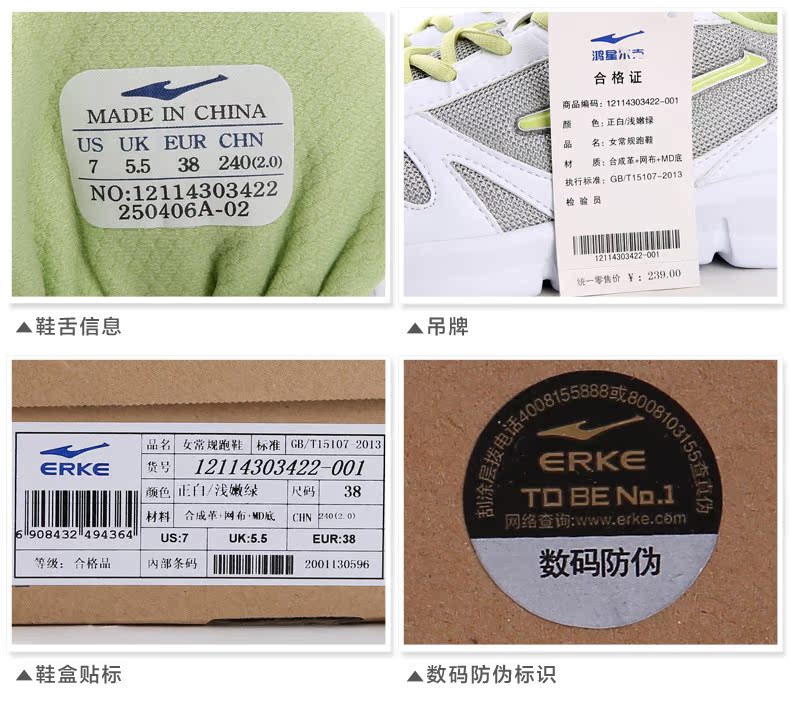 MADE IN CHINA
US UK EUR CHN
7 5.5 38 240(2.0)
NO:12114303422
250406A-02
▲鞋舌信息
鸿星尔克
合格证
商品编码：12114303422-001
颜 色：正白/浅嫩绿
品 名：女常规跑鞋
材 质：合成革+网布+MD底
执行标准：GB/T15107-2013
检 验 员
12114303422-001
统一零售价 ¥：239.00
▲吊牌
ERKE
6 908432 494364
品名 女常规跑鞋 标准 GB/T15107-2013
货号 12114303422-001
颜色 正白/浅嫩绿 尺码 38
材料 合成革+网布+MD底 CHN 240(2.0)
US:7 UK:5.5 EUR:38
等级：合格品 内部条码 2001130596
▲鞋盒贴标
刮涂层拨电话4008155888或8008103155查真伪
ERKE
TO BE No.1
网络查询:www.erke.com
数码防伪
▲数码防伪标识